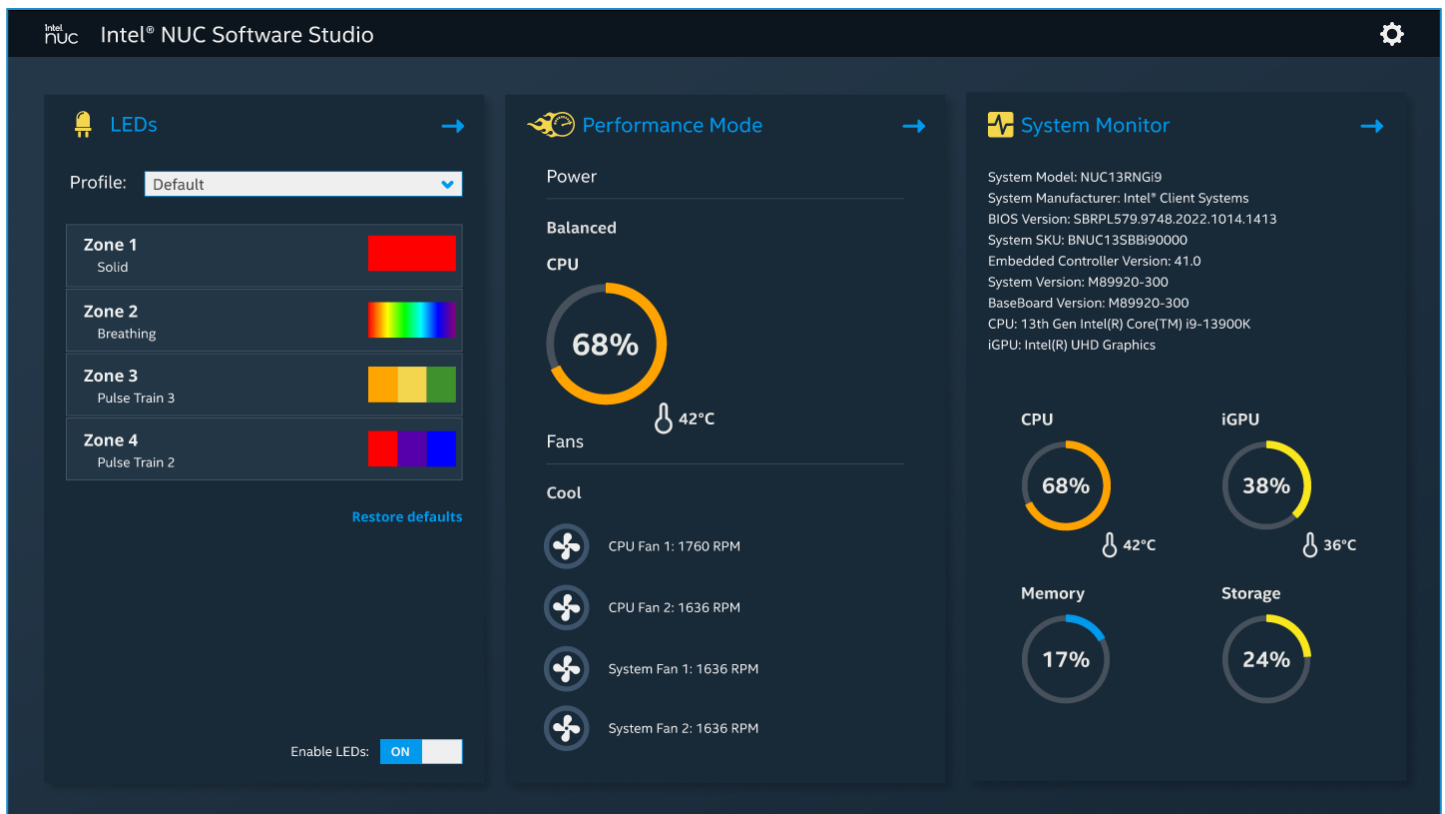 intel nuc Intel® NUC Software Studio
LEDs
Profile: Default
Zone 1
Solid
Zone 2
Breathing
Zone 3
Pulse Train 3
Zone 4
Pulse Train 2
Restore defaults
Enable LEDs: ON
Performance Mode
Power
Balanced
CPU
68%
42°C
Fans
Cool
CPU Fan 1: 1760 RPM
CPU Fan 2: 1636 RPM
System Fan 1: 1636 RPM
System Fan 2: 1636 RPM
System Monitor
System Model: NUC13RNGi9
System Manufacturer: Intel® Client Systems
BIOS Version: SBRPL579.9748.2022.1014.1413
System SKU: BNUC13SBBi90000
Embedded Controller Version: 41.0
System Version: M89920-300
BaseBoard Version: M89920-300
CPU: 13th Gen Intel(R) Core(TM) i9-13900K
iGPU: Intel(R) UHD Graphics
CPU
68%
42°C
iGPU
38%
36°C
Memory
17%
Storage
24%